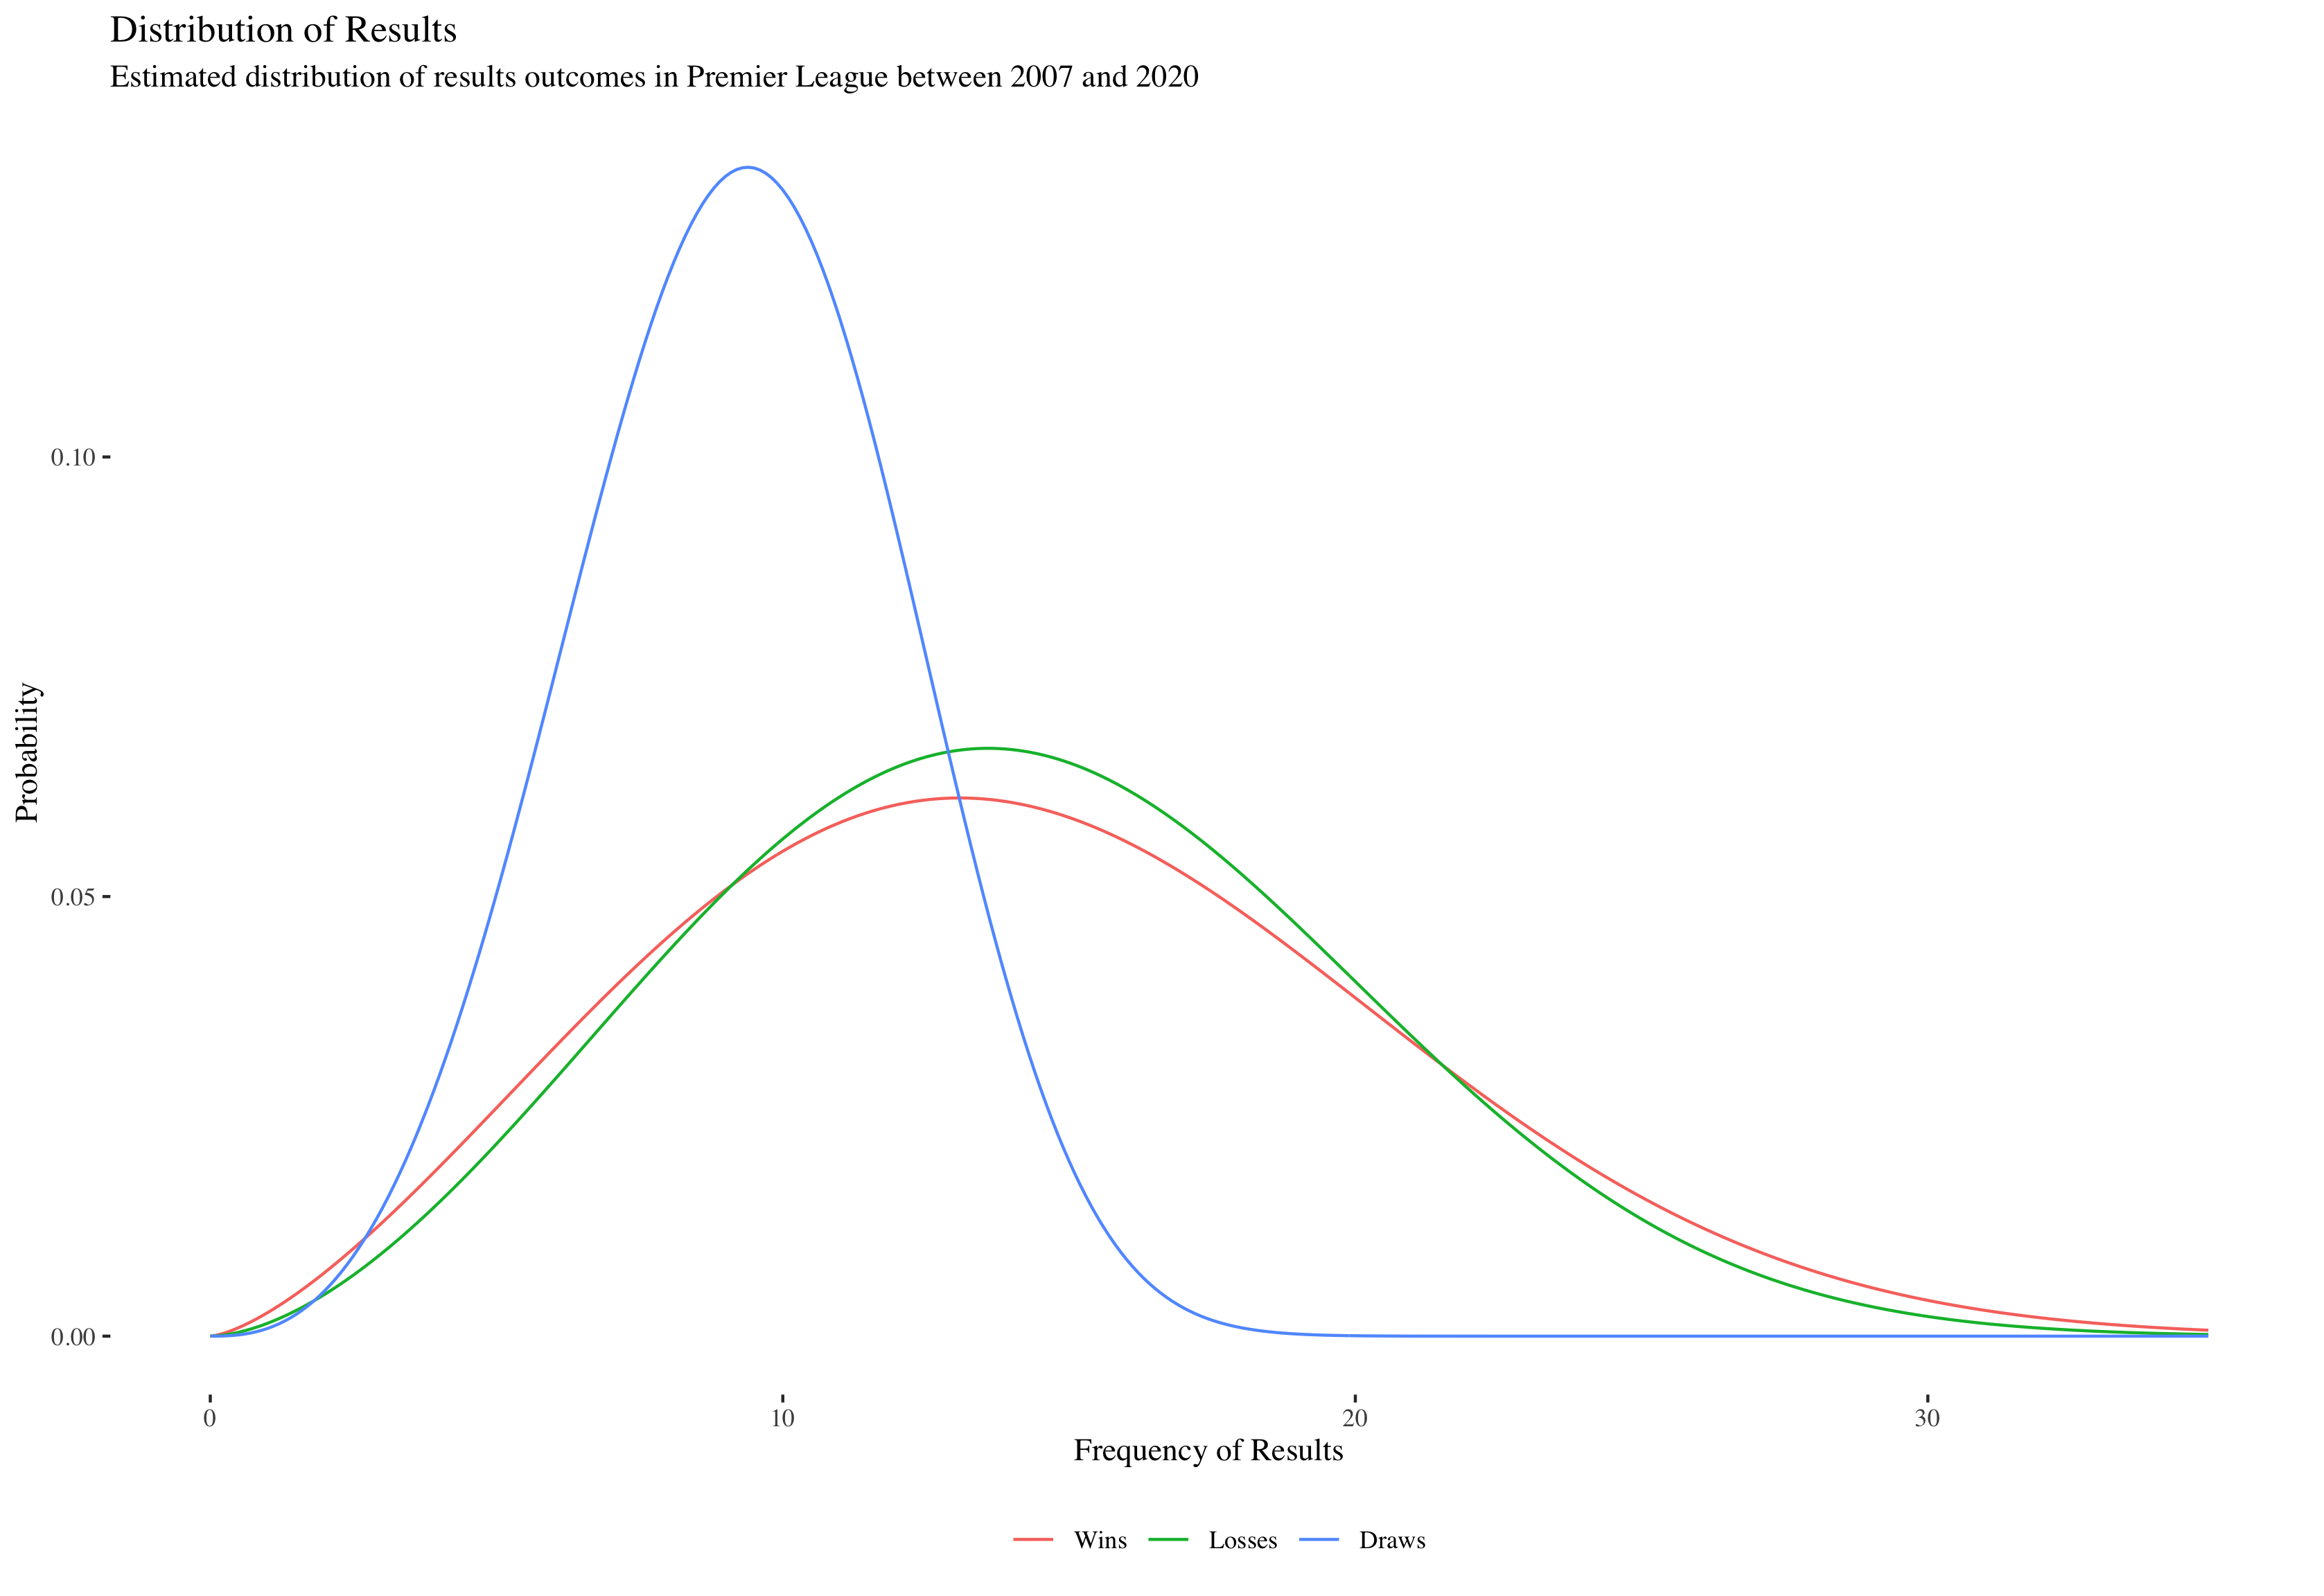 Distribution of Results
Estimated distribution of results outcomes in Premier League between 2007 and 2020
Probability
0.10
0.05
0.00
0 10 20 30
Frequency of Results
Wins Losses Draws